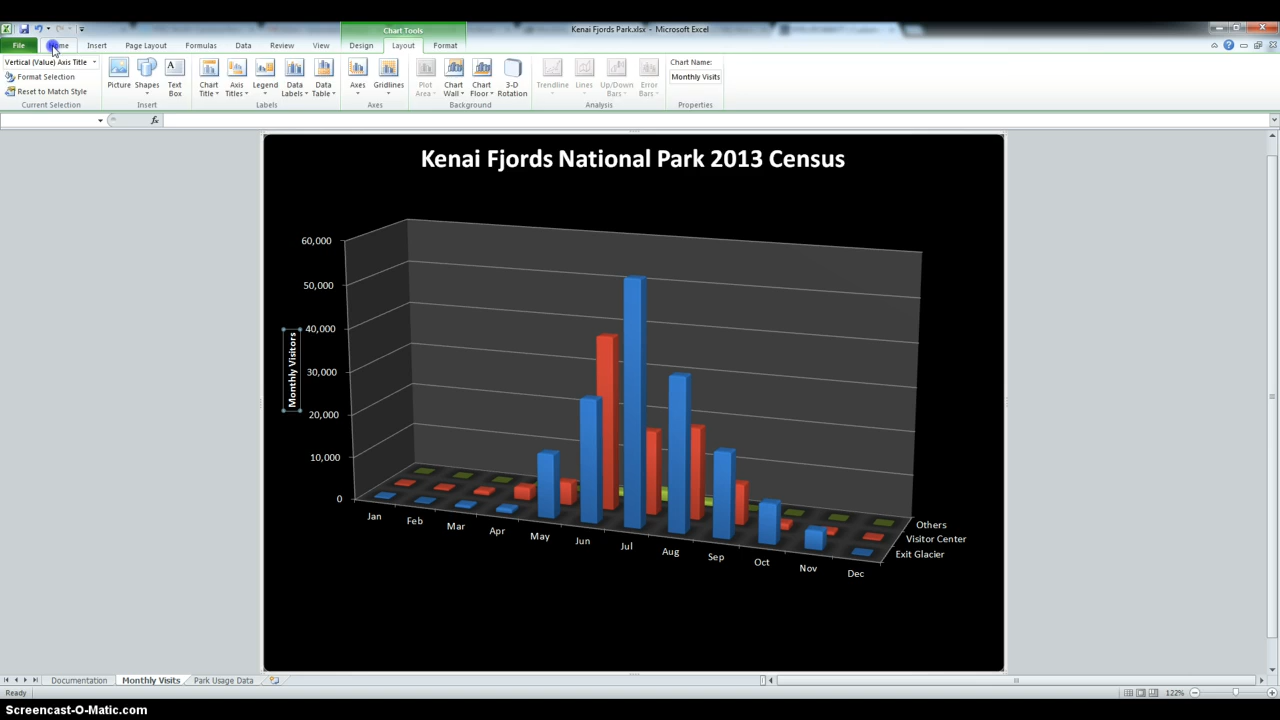 Chart Tools
Kenai Fjords Park.xlsx - Microsoft Excel
File Home Insert Page Layout Formulas Data Review View Design Layout Format
Vertical (Value) Axis Title
Format Selection
Reset to Match Style
Current Selection
Picture Shapes Text Box
Insert
Chart Title Axis Titles Legend Data Labels Data Table
Labels
Axes Gridlines
Axes
Plot Area Chart Wall Chart Floor 3-D Rotation
Background
Trendline Lines Up/Down Bars Error Bars
Analysis
Chart Name:
Monthly Visits
Properties
fx
Kenai Fjords National Park 2013 Census
60,000
50,000
40,000
30,000
20,000
10,000
0
Monthly Visitors
Jan
Feb
Mar
Apr
May
Jun
Jul
Aug
Sep
Oct
Nov
Dec
Others
Visitor Center
Exit Glacier
Documentation Monthly Visits Park Usage Data
Ready
122%
Screencast-O-Matic.com